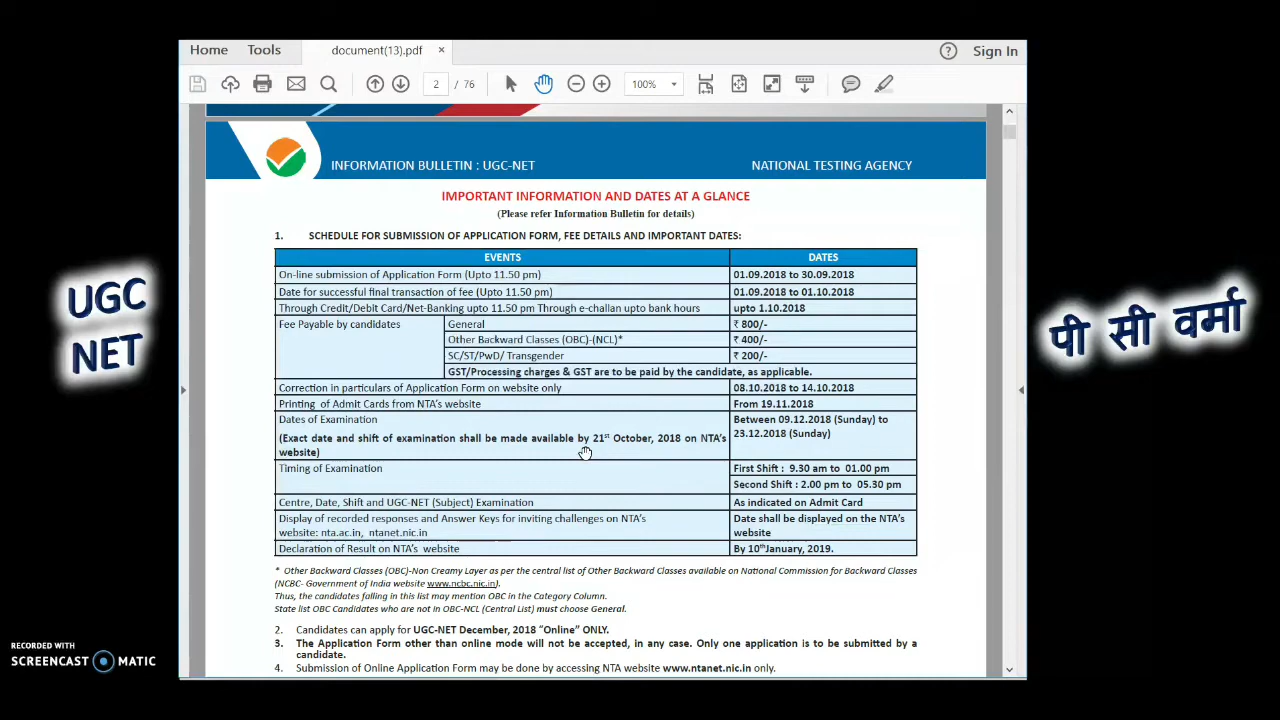 Home Tools document(13).pdf × ? Sign In
2 / 76 100%
INFORMATION BULLETIN : UGC-NET NATIONAL TESTING AGENCY
IMPORTANT INFORMATION AND DATES AT A GLANCE
(Please refer Information Bulletin for details)
1. SCHEDULE FOR SUBMISSION OF APPLICATION FORM, FEE DETAILS AND IMPORTANT DATES:
EVENTS DATES
On-line submission of Application Form (Upto 11.50 pm) 01.09.2018 to 30.09.2018
Date for successful final transaction of fee (Upto 11.50 pm) 01.09.2018 to 01.10.2018
Through Credit/Debit Card/Net-Banking upto 11.50 pm Through e-challan upto bank hours upto 1.10.2018
Fee Payable by candidates General ₹ 800/-
Other Backward Classes (OBC)-(NCL)* ₹ 400/-
SC/ST/PwD/ Transgender ₹ 200/-
GST/Processing charges & GST are to be paid by the candidate, as applicable.
Correction in particulars of Application Form on website only 08.10.2018 to 14.10.2018
Printing of Admit Cards from NTA's website From 19.11.2018
Dates of Examination Between 09.12.2018 (Sunday) to
23.12.2018 (Sunday)
(Exact date and shift of examination shall be made available by 21st October, 2018 on NTA's
website)
Timing of Examination First Shift : 9.30 am to 01.00 pm
Second Shift : 2.00 pm to 05.30 pm
Centre, Date, Shift and UGC-NET (Subject) Examination As indicated on Admit Card
Display of recorded responses and Answer Keys for inviting challenges on NTA's Date shall be displayed on the NTA's
website: nta.ac.in, ntanet.nic.in website
Declaration of Result on NTA's website By 10th January, 2019.
* Other Backward Classes (OBC)-Non Creamy Layer as per the central list of Other Backward Classes available on National Commission for Backward Classes
(NCBC- Government of India website www.ncbc.nic.in).
Thus, the candidates falling in this list may mention OBC in the Category Column.
State list OBC Candidates who are not in OBC-NCL (Central List) must choose General.
2. Candidates can apply for UGC-NET December, 2018 "Online" ONLY.
3. The Application Form other than online mode will not be accepted, in any case. Only one application is to be submitted by a
candidate.
4. Submission of Online Application Form may be done by accessing NTA website www.ntanet.nic.in only.
UGC
NET
पी सी वर्मा
RECORDED WITH
SCREENCAST MATIC